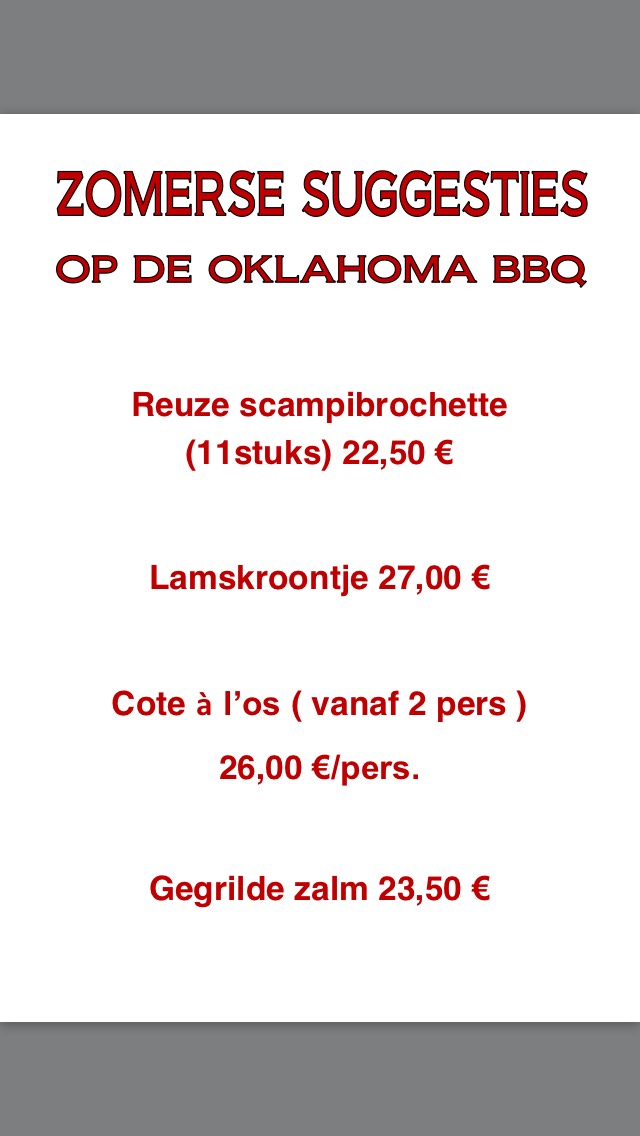 ZOMERSE SUGGESTIES
OP DE OKLAHOMA BBQ
Reuze scampibrochette
(11stuks) 22,50 €
Lamskroontje 27,00 €
Cote à l’os ( vanaf 2 pers )
26,00 €/pers.
Gegrilde zalm 23,50 €